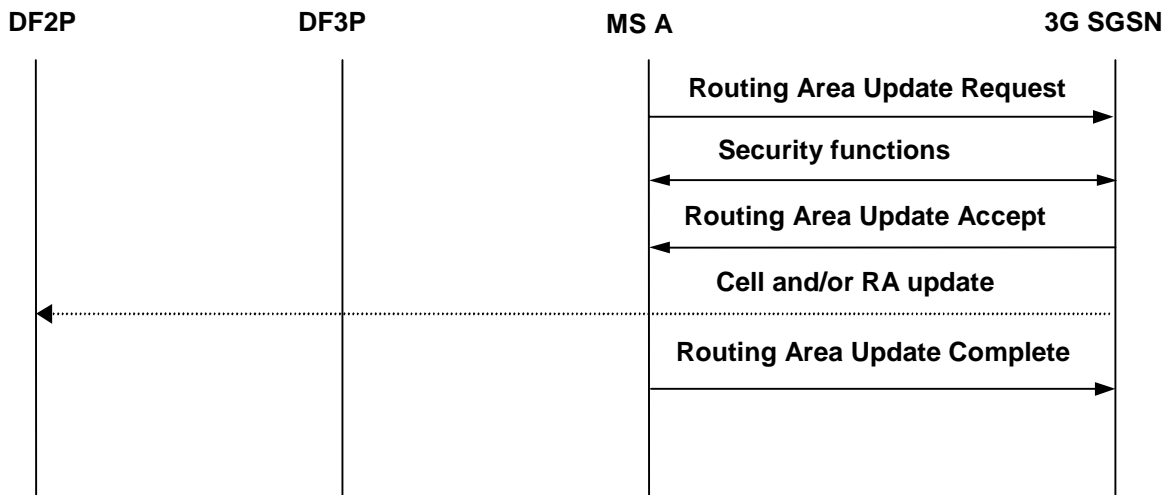 DF2P DF3P MS A 3G SGSN
Routing Area Update Request
Security functions
Routing Area Update Accept
Cell and/or RA update
Routing Area Update Complete